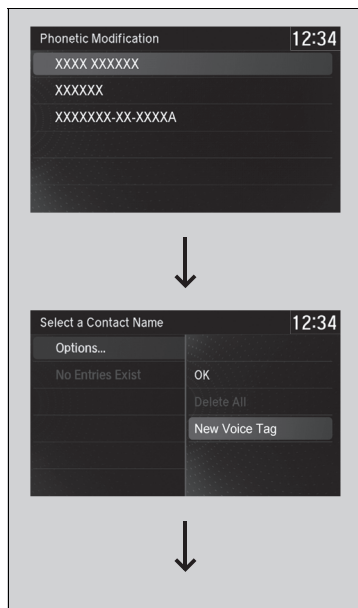 Phonetic Modification 12:34
XXXX XXXXXX
XXXXXX
XXXXXXX-XX-XXXXA
Select a Contact Name 12:34
Options...
No Entries Exist OK
Delete All
New Voice Tag